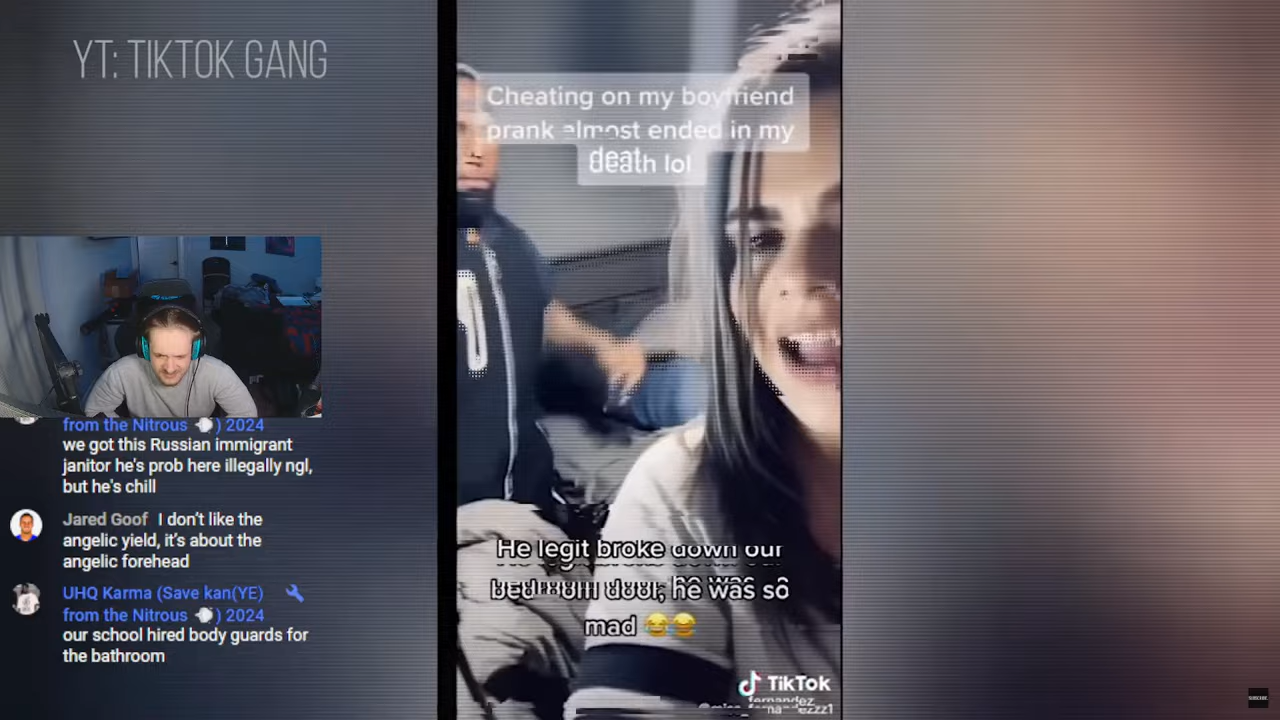 YT: TIKTOK GANG
Cheating on my boyfriend
prank almost ended in my
death lol
He legit broke down our
bedroom door, he was so
mad 😂😂
TikTok
from the Nitrous 💨) 2024
we got this Russian immigrant
janitor he's prob here illegally ngl,
but he's chill
Jared Goof I don't like the
angelic yield, it's about the
angelic forehead
UHQ Karma (Save kan(YE)
from the Nitrous 💨) 2024
our school hired body guards for
the bathroom